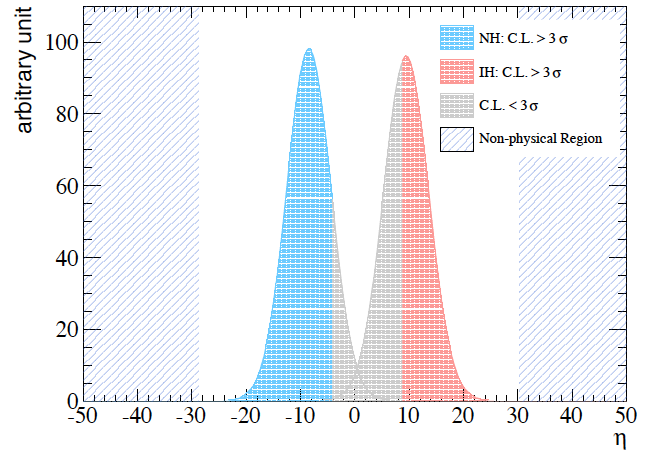 arbitrary unit
100
80
60
40
20
0
-50 -40 -30 -20 -10 0 10 20 30 40 50
η
NH: C.L. > 3 σ
IH: C.L. > 3 σ
C.L. < 3 σ
Non-physical Region